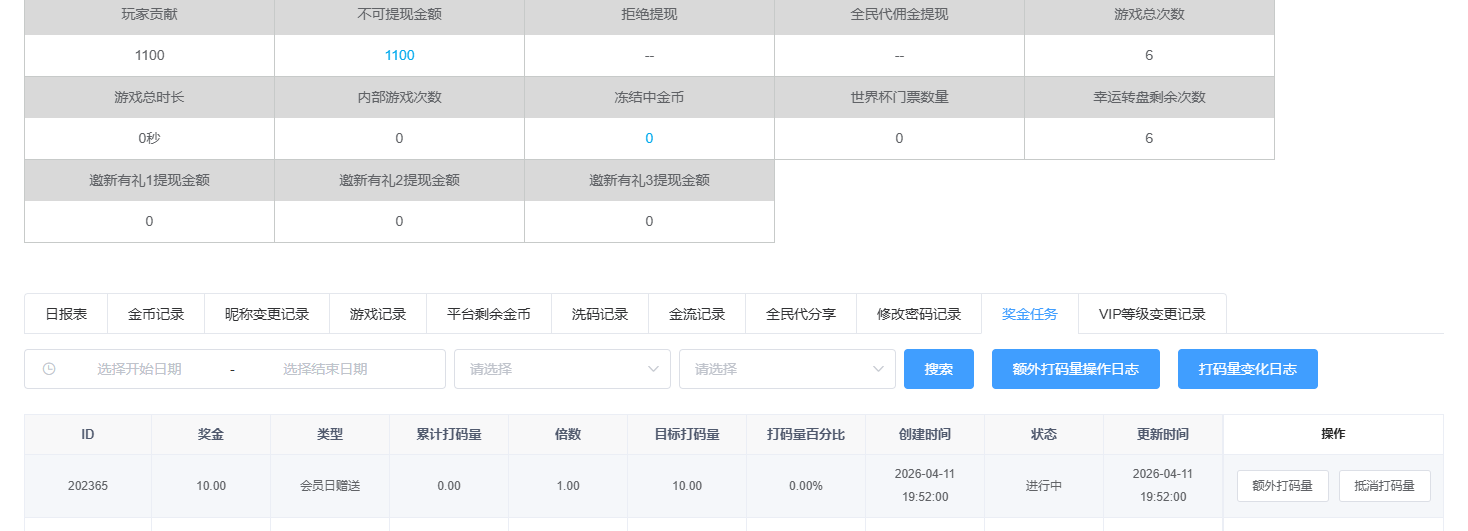 玩家贡献 不可提现金额 拒绝提现 全民代佣金提现 游戏总次数
1100 1100 -- -- 6
游戏总时长 内部游戏次数 冻结中金币 世界杯门票数量 幸运转盘剩余次数
0秒 0 0 0 6
邀新有礼1提现金额 邀新有礼2提现金额 邀新有礼3提现金额
0 0 0
日报表 金币记录 昵称变更记录 游戏记录 平台剩余金币 洗码记录 金流记录 全民代分享 修改密码记录 奖金任务 VIP等级变更记录
选择开始日期 - 选择结束日期 请选择 请选择 搜索 额外打码量操作日志 打码量变化日志
ID 奖金 类型 累计打码量 倍数 目标打码量 打码量百分比 创建时间 状态 更新时间 操作
202365 10.00 会员日赠送 0.00 1.00 10.00 0.00% 2026-04-11 19:52:00 进行中 2026-04-11 19:52:00 额外打码量 抵消打码量